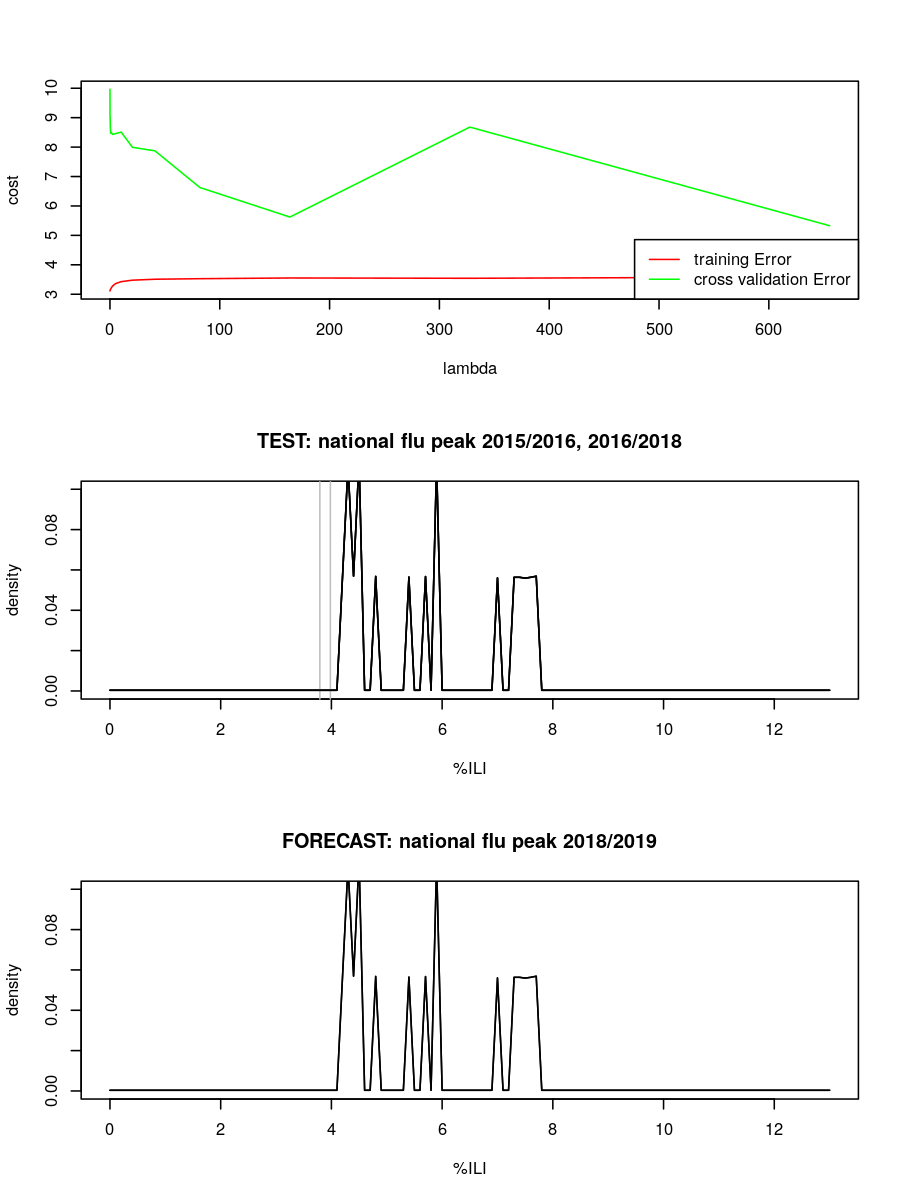 10
9
8
7
6
5
4
3
cost
training Error
cross validation Error
0 100 200 300 400 500 600
lambda
TEST: national flu peak 2015/2016, 2016/2018
0.08
0.04
0.00
density
0 2 4 6 8 10 12
%ILI
FORECAST: national flu peak 2018/2019
0.08
0.04
0.00
density
0 2 4 6 8 10 12
%ILI